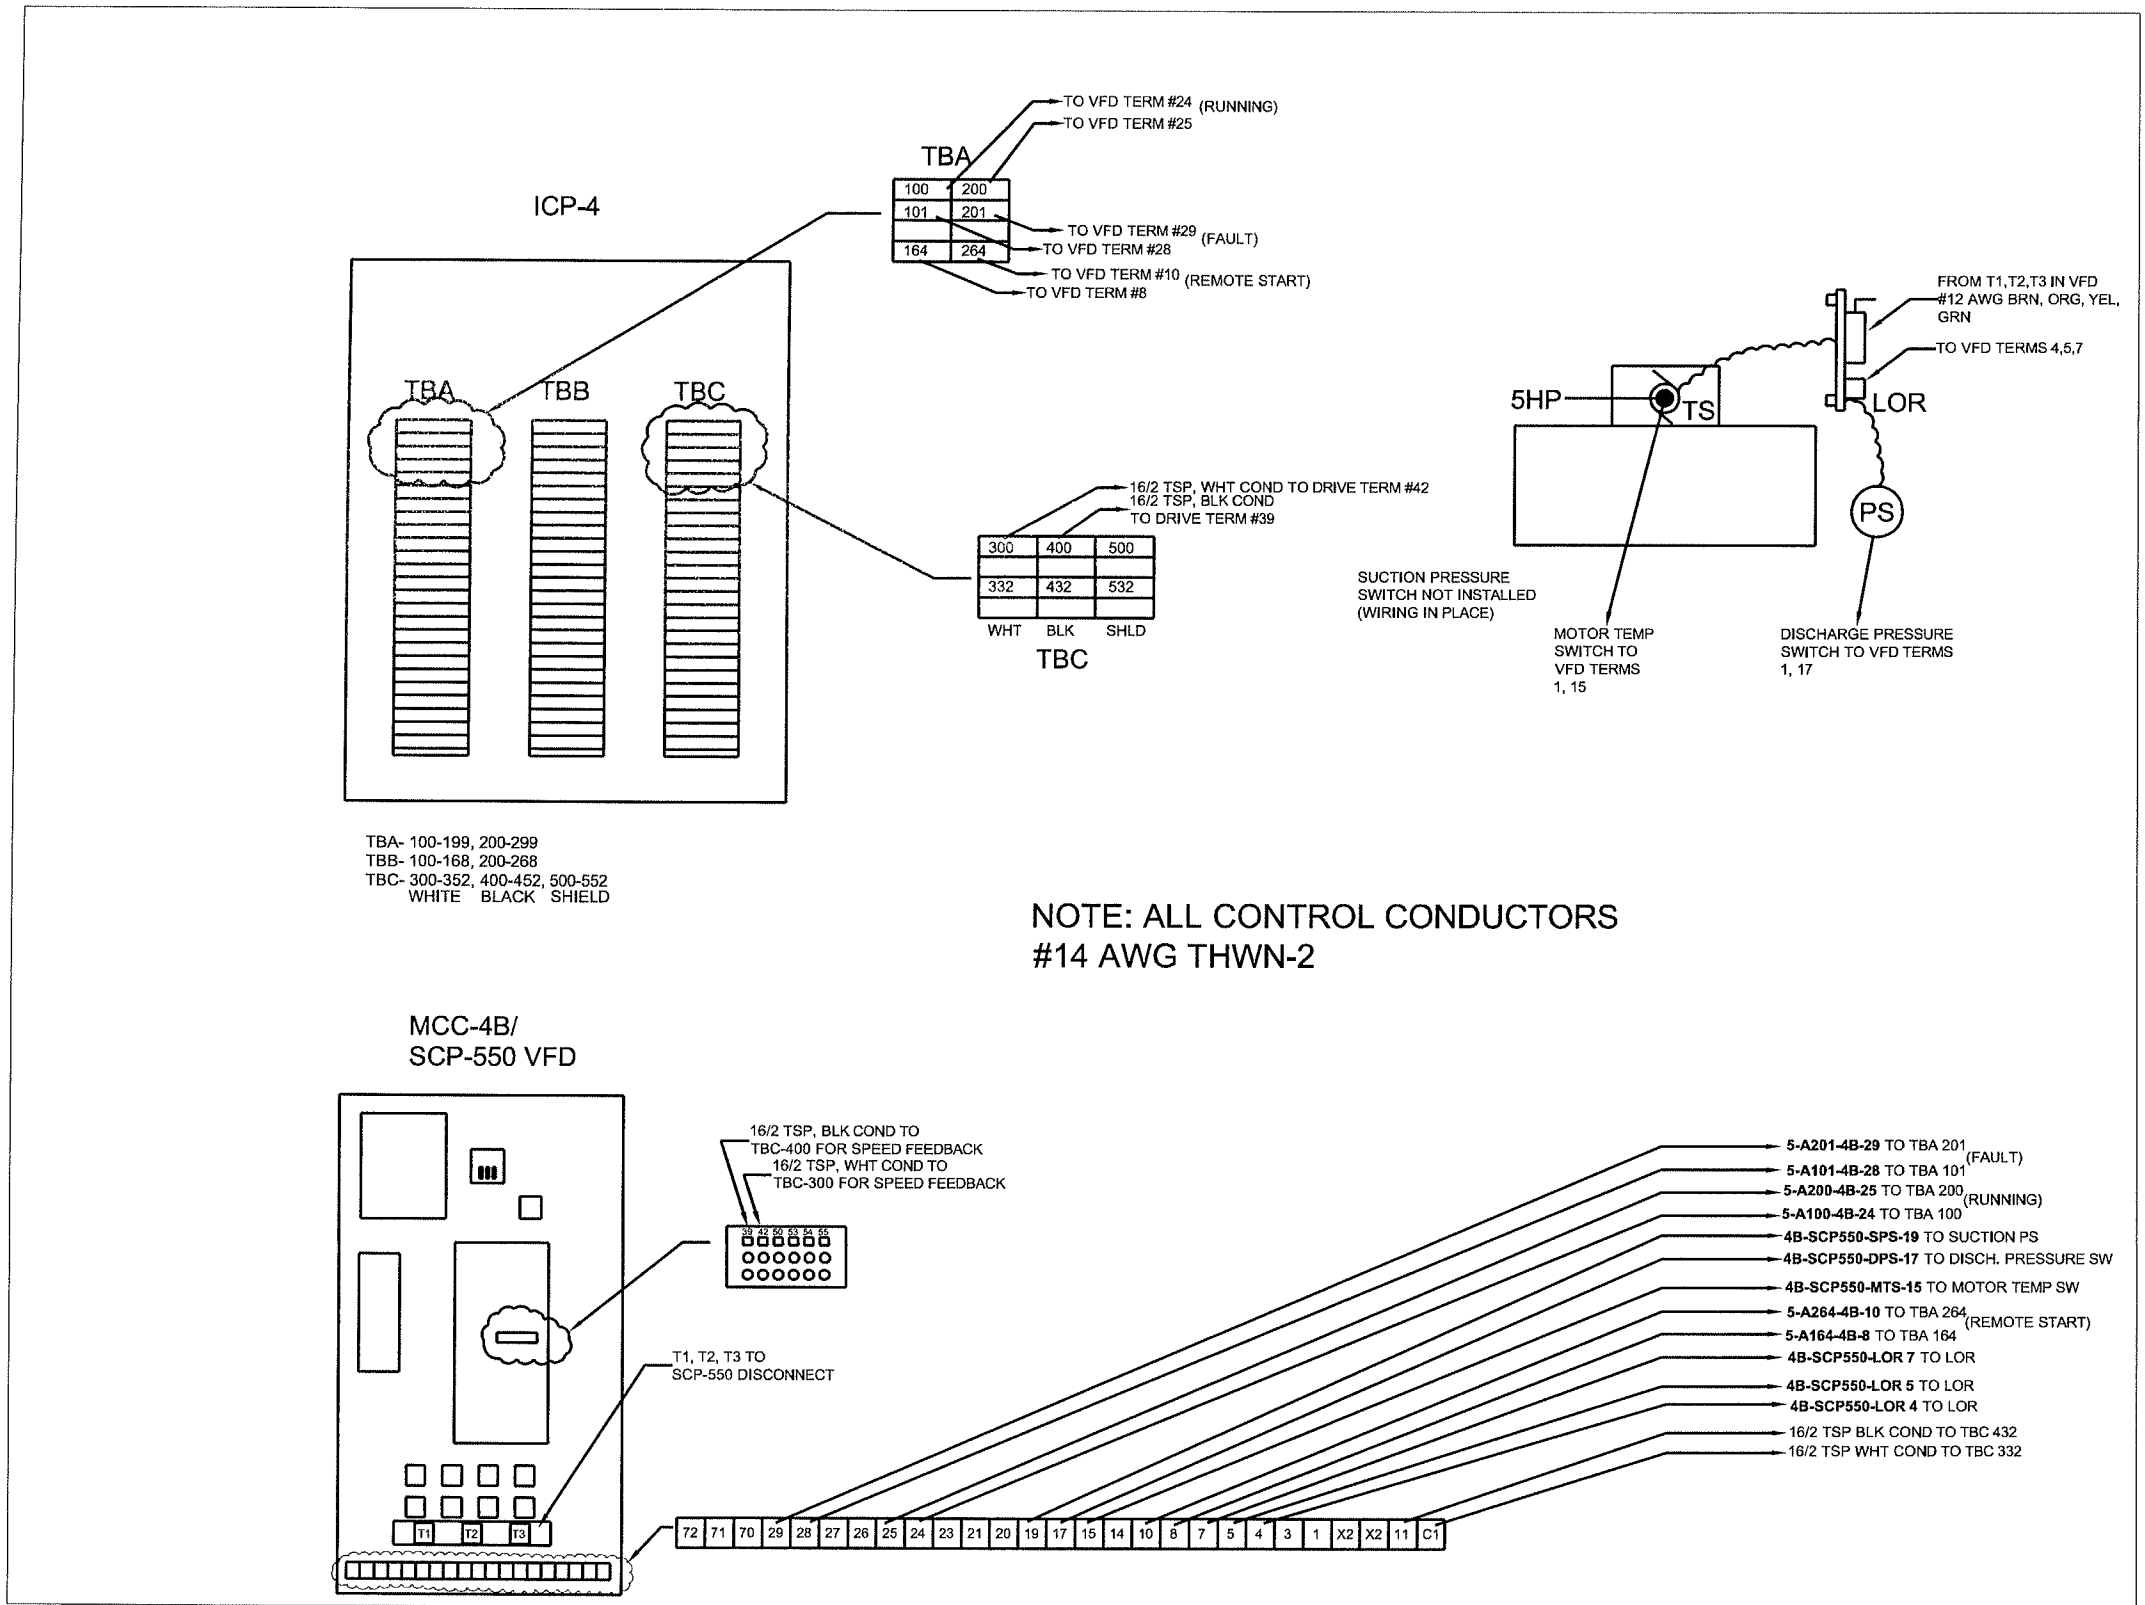 TO VFD TERM #24 (RUNNING)
TO VFD TERM #25
TBA
100 200
101 201
164 264
TO VFD TERM #29 (FAULT)
TO VFD TERM #28
TO VFD TERM #10 (REMOTE START)
TO VFD TERM #8
ICP-4
TBA TBB TBC
16/2 TSP, WHT COND TO DRIVE TERM #42
16/2 TSP, BLK COND
TO DRIVE TERM #39
300 400 500
332 432 532
WHT BLK SHLD
TBC
FROM T1,T2,T3 IN VFD
#12 AWG BRN, ORG, YEL,
GRN
TO VFD TERMS 4,5,7
5HP
TS
LOR
PS
SUCTION PRESSURE
SWITCH NOT INSTALLED
(WIRING IN PLACE)
MOTOR TEMP
SWITCH TO
VFD TERMS
1, 15
DISCHARGE PRESSURE
SWITCH TO VFD TERMS
1, 17
TBA- 100-199, 200-299
TBB- 100-168, 200-268
TBC- 300-352, 400-452, 500-552
WHITE BLACK SHIELD
NOTE: ALL CONTROL CONDUCTORS
#14 AWG THWN-2
MCC-4B/
SCP-550 VFD
16/2 TSP, BLK COND TO
TBC-400 FOR SPEED FEEDBACK
16/2 TSP, WHT COND TO
TBC-300 FOR SPEED FEEDBACK
39 42 50 53 54 55
T1, T2, T3 TO
SCP-550 DISCONNECT
T1 T2 T3
5-A201-4B-29 TO TBA 201
(FAULT)
5-A101-4B-28 TO TBA 101
5-A200-4B-25 TO TBA 200
(RUNNING)
5-A100-4B-24 TO TBA 100
4B-SCP550-SPS-19 TO SUCTION PS
4B-SCP550-DPS-17 TO DISCH. PRESSURE SW
4B-SCP550-MTS-15 TO MOTOR TEMP SW
5-A264-4B-10 TO TBA 264
(REMOTE START)
5-A164-4B-8 TO TBA 164
4B-SCP550-LOR 7 TO LOR
4B-SCP550-LOR 5 TO LOR
4B-SCP550-LOR 4 TO LOR
16/2 TSP BLK COND TO TBC 432
16/2 TSP WHT COND TO TBC 332
72 71 70 29 28 27 26 25 24 23 21 20 19 17 15 14 10 8 7 5 4 3 1 X2 X2 11 C1